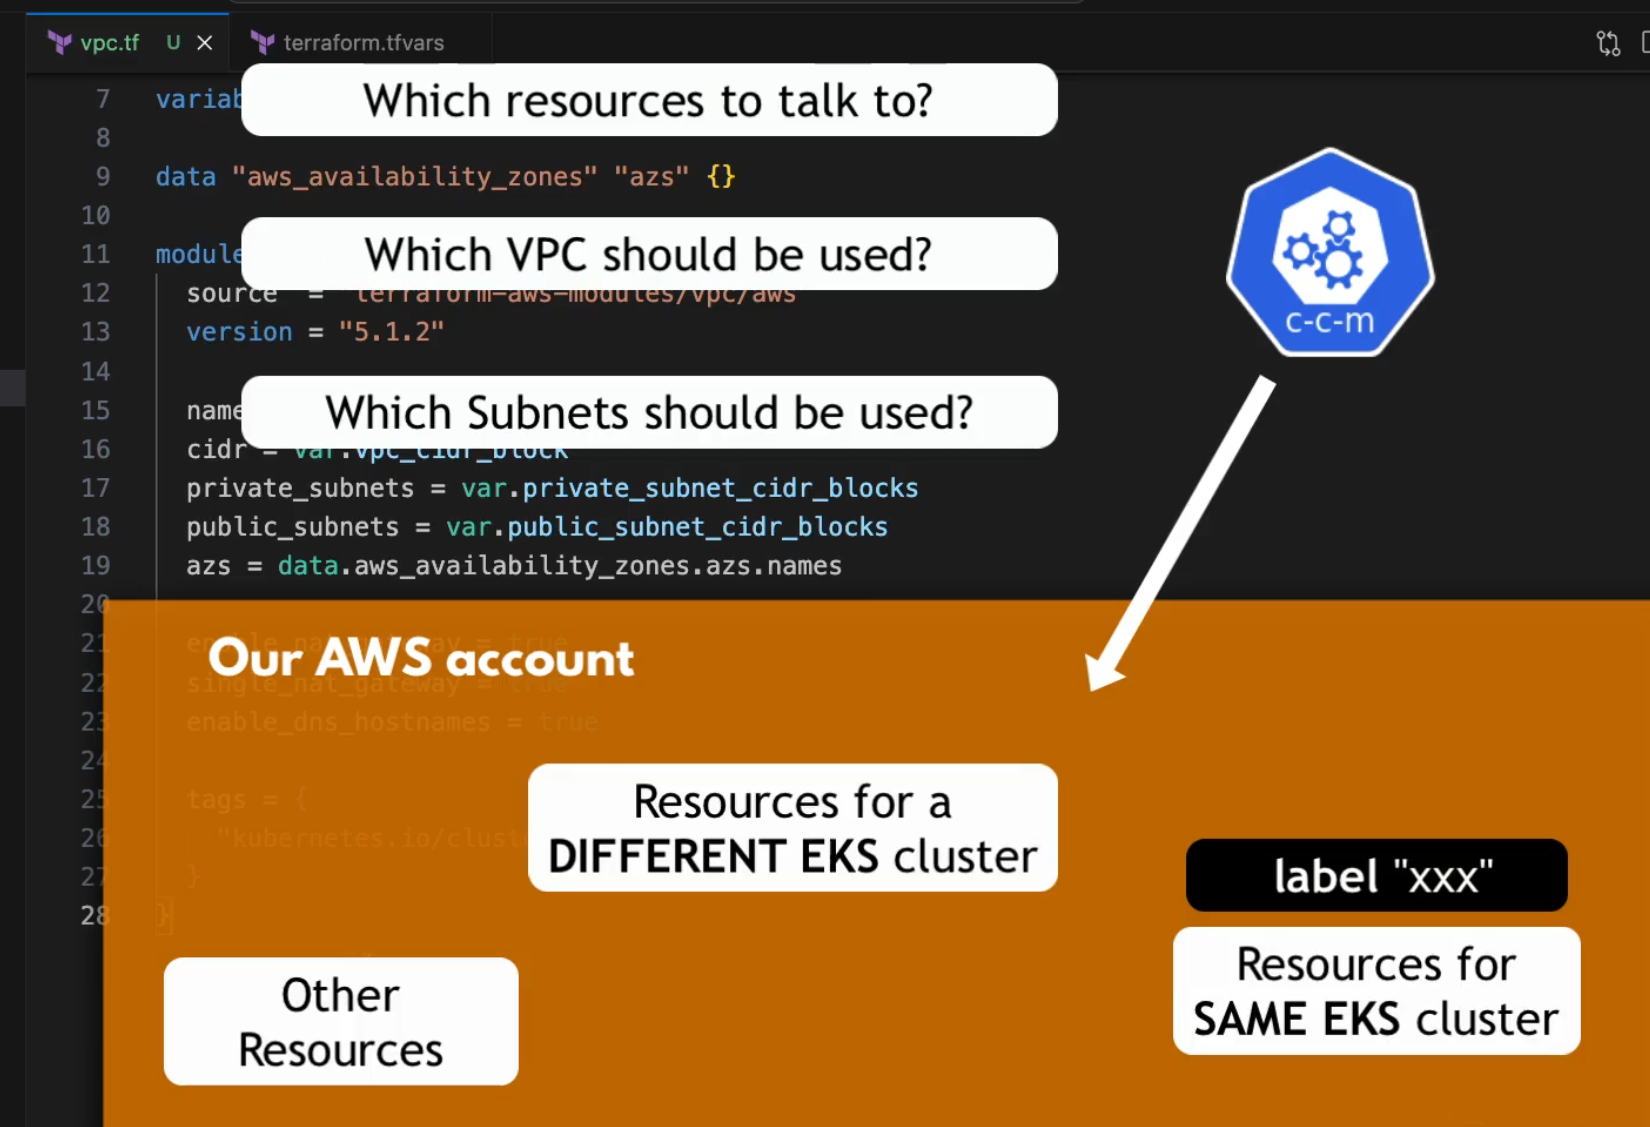 vpc.tf U
terraform.tfvars
Which resources to talk to?
7 variab
8
9 data "aws_availability_zones" "azs" {}
10
Which VPC should be used?
11 module
12 source = "terraform-aws-modules/vpc/aws"
13 version = "5.1.2"
14
Which Subnets should be used?
15 name
16 cidr = var.vpc_cidr_block
17 private_subnets = var.private_subnet_cidr_blocks
18 public_subnets = var.public_subnet_cidr_blocks
19 azs = data.aws_availability_zones.azs.names
20
c-c-m
Our AWS account
21 enable_nat_gateway = true
22 single_nat_gateway = true
23 enable_dns_hostnames = true
24
25 tags = {
26 "kubernetes.io/cluste
27 }
28 }
Resources for a
DIFFERENT EKS cluster
label "xxx"
Resources for
SAME EKS cluster
Other
Resources